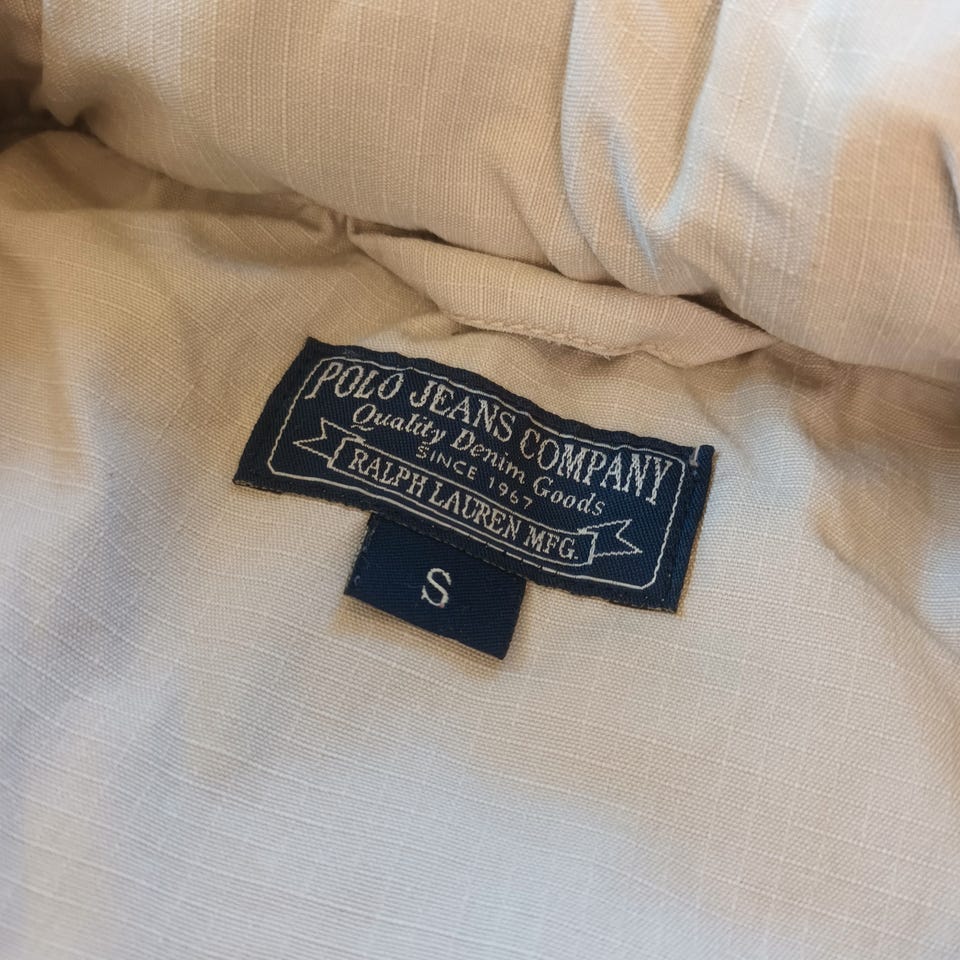 POLO JEANS COMPANY
Quality Denim Goods
SINCE 1967
RALPH LAUREN MFG.
S